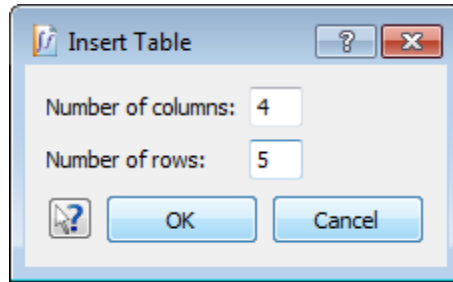 Insert Table
Number of columns: 4
Number of rows: 5
OK Cancel